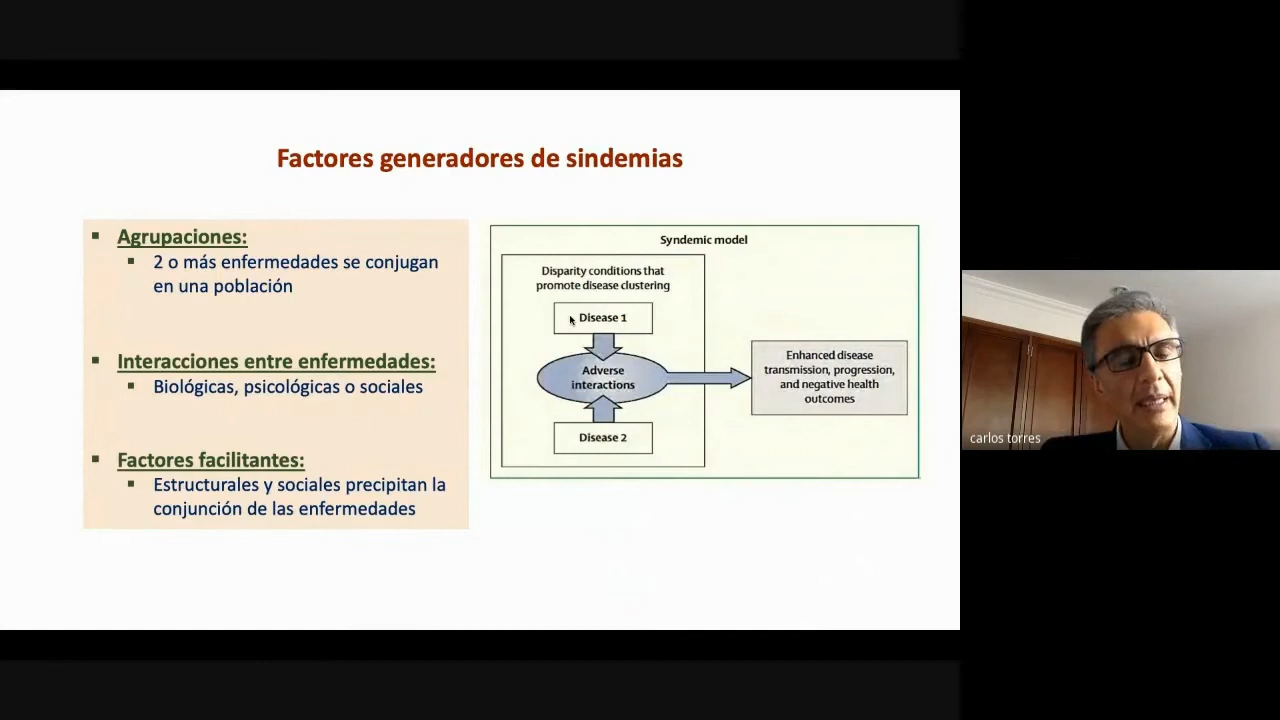 Factores generadores de sindemias
Agrupaciones:
2 o más enfermedades se conjugan
en una población
Interacciones entre enfermedades:
Biológicas, psicológicas o sociales
Factores facilitantes:
Estructurales y sociales precipitan la
conjunción de las enfermedades
Syndemic model
Disparity conditions that
promote disease clustering
Disease 1
Adverse
interactions
Disease 2
Enhanced disease
transmission, progression,
and negative health
outcomes
carlos torres